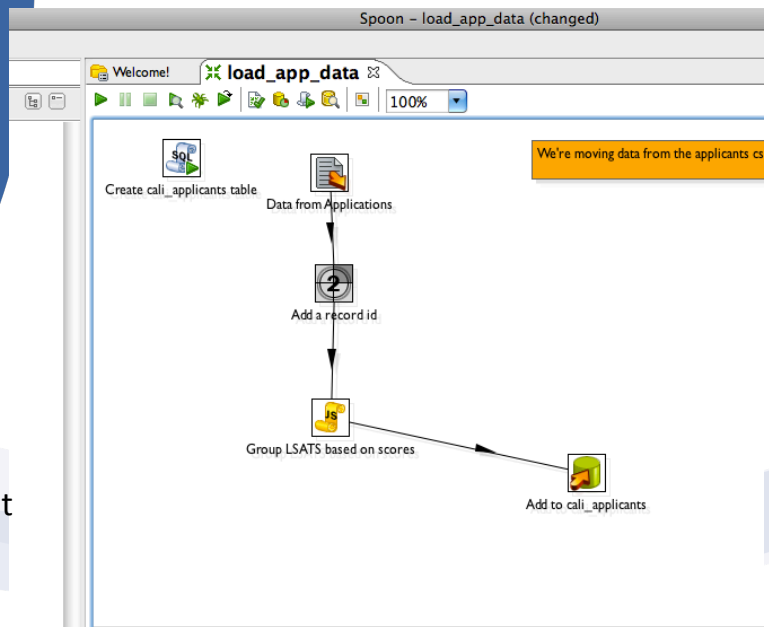 Spoon – load_app_data (changed)
Welcome!
load_app_data
100%
SQL
Create cali_applicants table
Data from Applications
We're moving data from the applicants cs
2
Add a record id
JS
Group LSATS based on scores
Add to cali_applicants
t